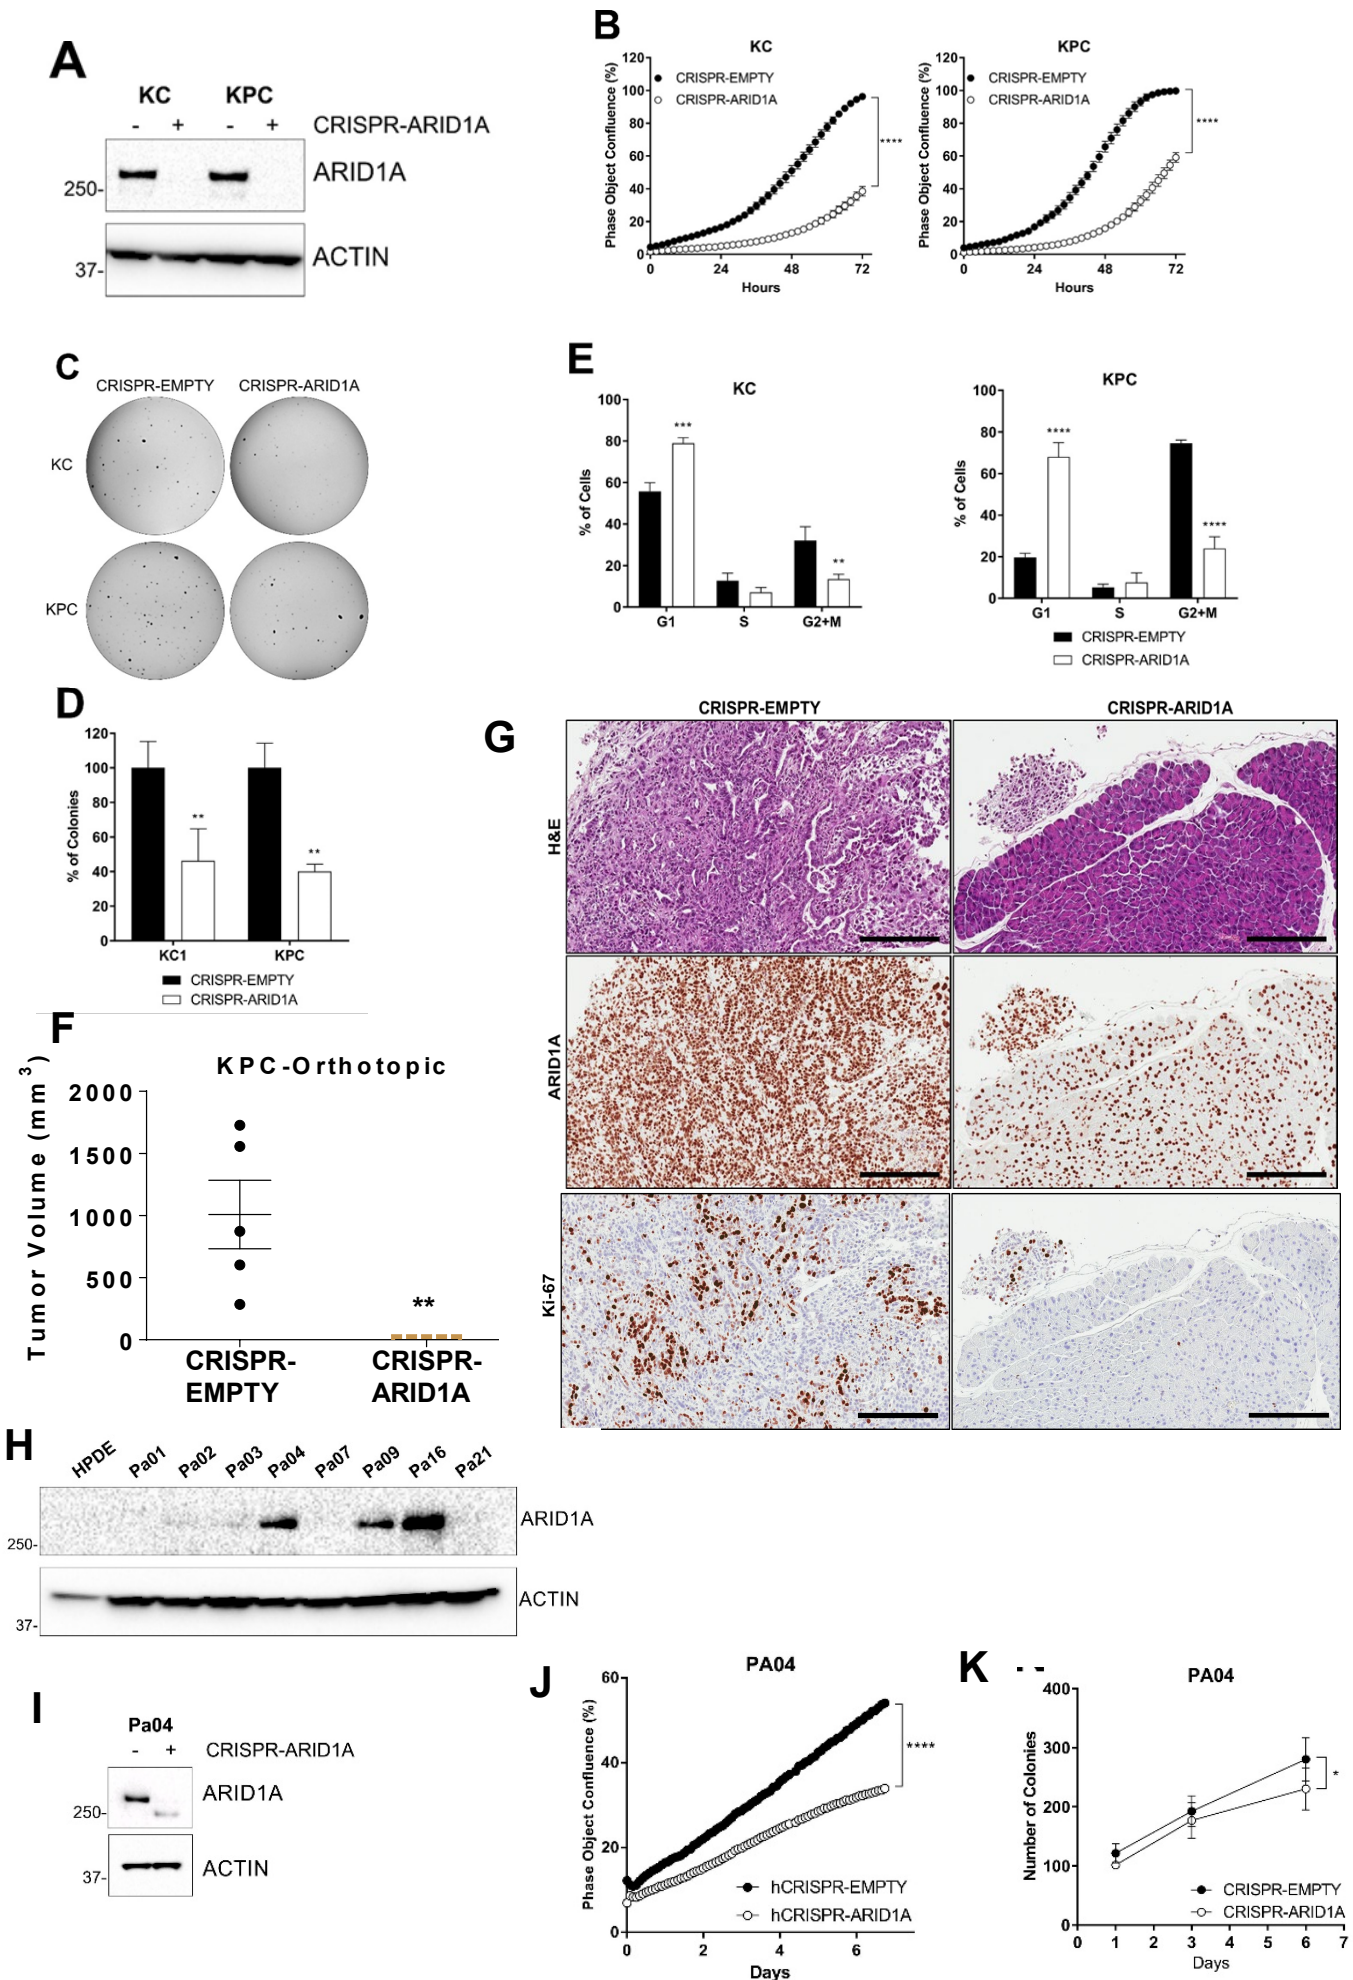 A
KC KPC
- + - + CRISPR-ARID1A
ARID1A
250-
ACTIN
37-
B
KC
Phase Object Confluence (%)
120
100
80
60
40
20
0
CRISPR-EMPTY
CRISPR-ARID1A
****
0 24 48 72
Hours
KPC
Phase Object Confluence (%)
120
100
80
60
40
20
0
CRISPR-EMPTY
CRISPR-ARID1A
****
0 24 48 72
Hours
C
CRISPR-EMPTY CRISPR-ARID1A
KC
KPC
E
KC
% of Cells
100
80
60
40
20
0
***
**
G1 S G2+M
KPC
% of Cells
100
80
60
40
20
0
****
****
G1 S G2+M
CRISPR-EMPTY
CRISPR-ARID1A
D
% of Colonies
120
100
80
60
40
20
0
**
**
KC1 KPC
CRISPR-EMPTY
CRISPR-ARID1A
F
KPC-Orthotopic
Tumor Volume (mm3)
2000
1500
1000
500
0
**
CRISPR-
EMPTY
CRISPR-
ARID1A
G
CRISPR-EMPTY CRISPR-ARID1A
H&E
ARID1A
Ki-67
H
HPDE Pa01 Pa02 Pa03 Pa04 Pa07 Pa09 Pa16 Pa21
ARID1A
250-
ACTIN
37-
I
Pa04
- + CRISPR-ARID1A
ARID1A
250-
ACTIN
37-
J
PA04
Phase Object Confluence (%)
60
40
20
0
****
hCRISPR-EMPTY
hCRISPR-ARID1A
0 2 4 6
Days
K
PA04
Number of Colonies
400
300
200
100
0
*
CRISPR-EMPTY
CRISPR-ARID1A
0 1 2 3 4 5 6 7
Days